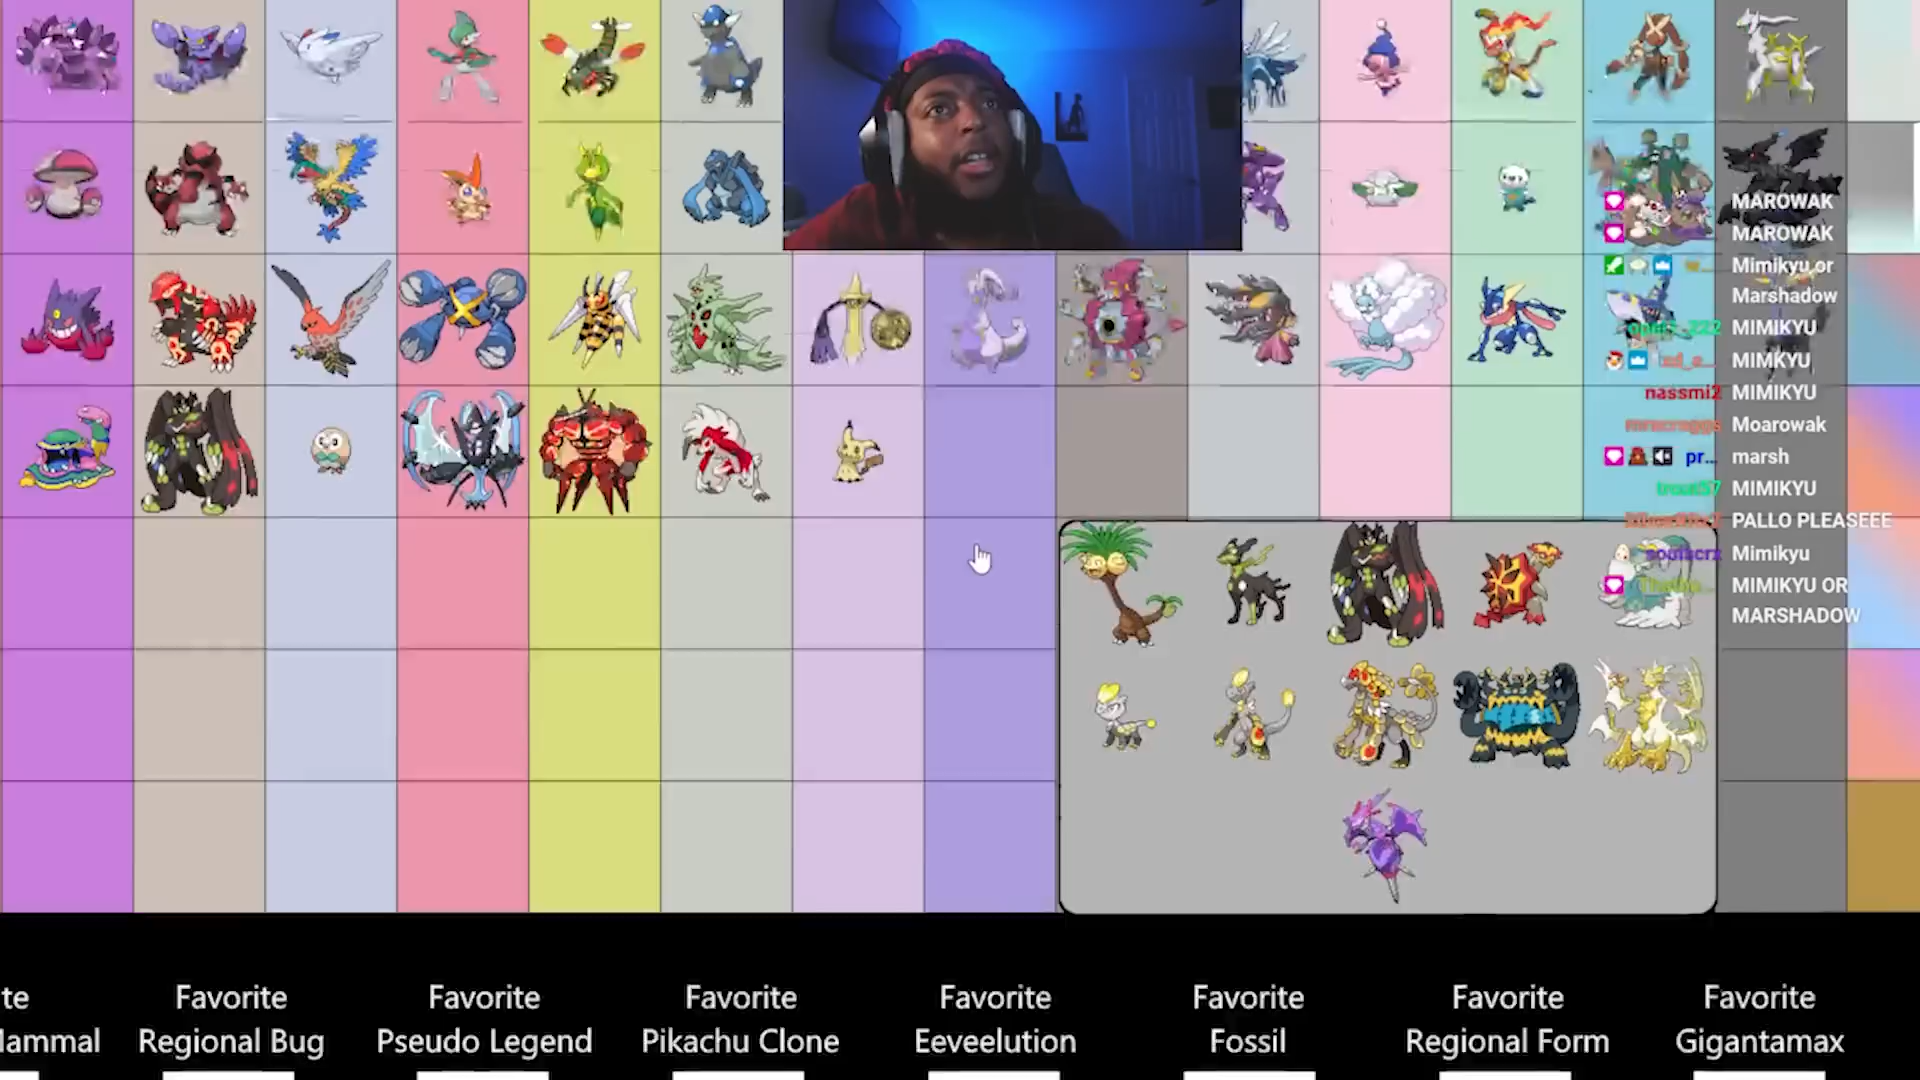 MAROWAK
MAROWAK
Mimikyu or
Marshadow
MIMIKYU
MIMKYU
nassmi2 MIMIKYU
Moarowak
pr... marsh
MIMIKYU
PALLO PLEASEEE
Mimikyu
MIMIKYU OR
MARSHADOW
te
Favorite
Favorite
Favorite
Favorite
Favorite
Favorite
Favorite
Regional Bug
Pseudo Legend
Pikachu Clone
Eeveelution
Fossil
Regional Form
Gigantamax